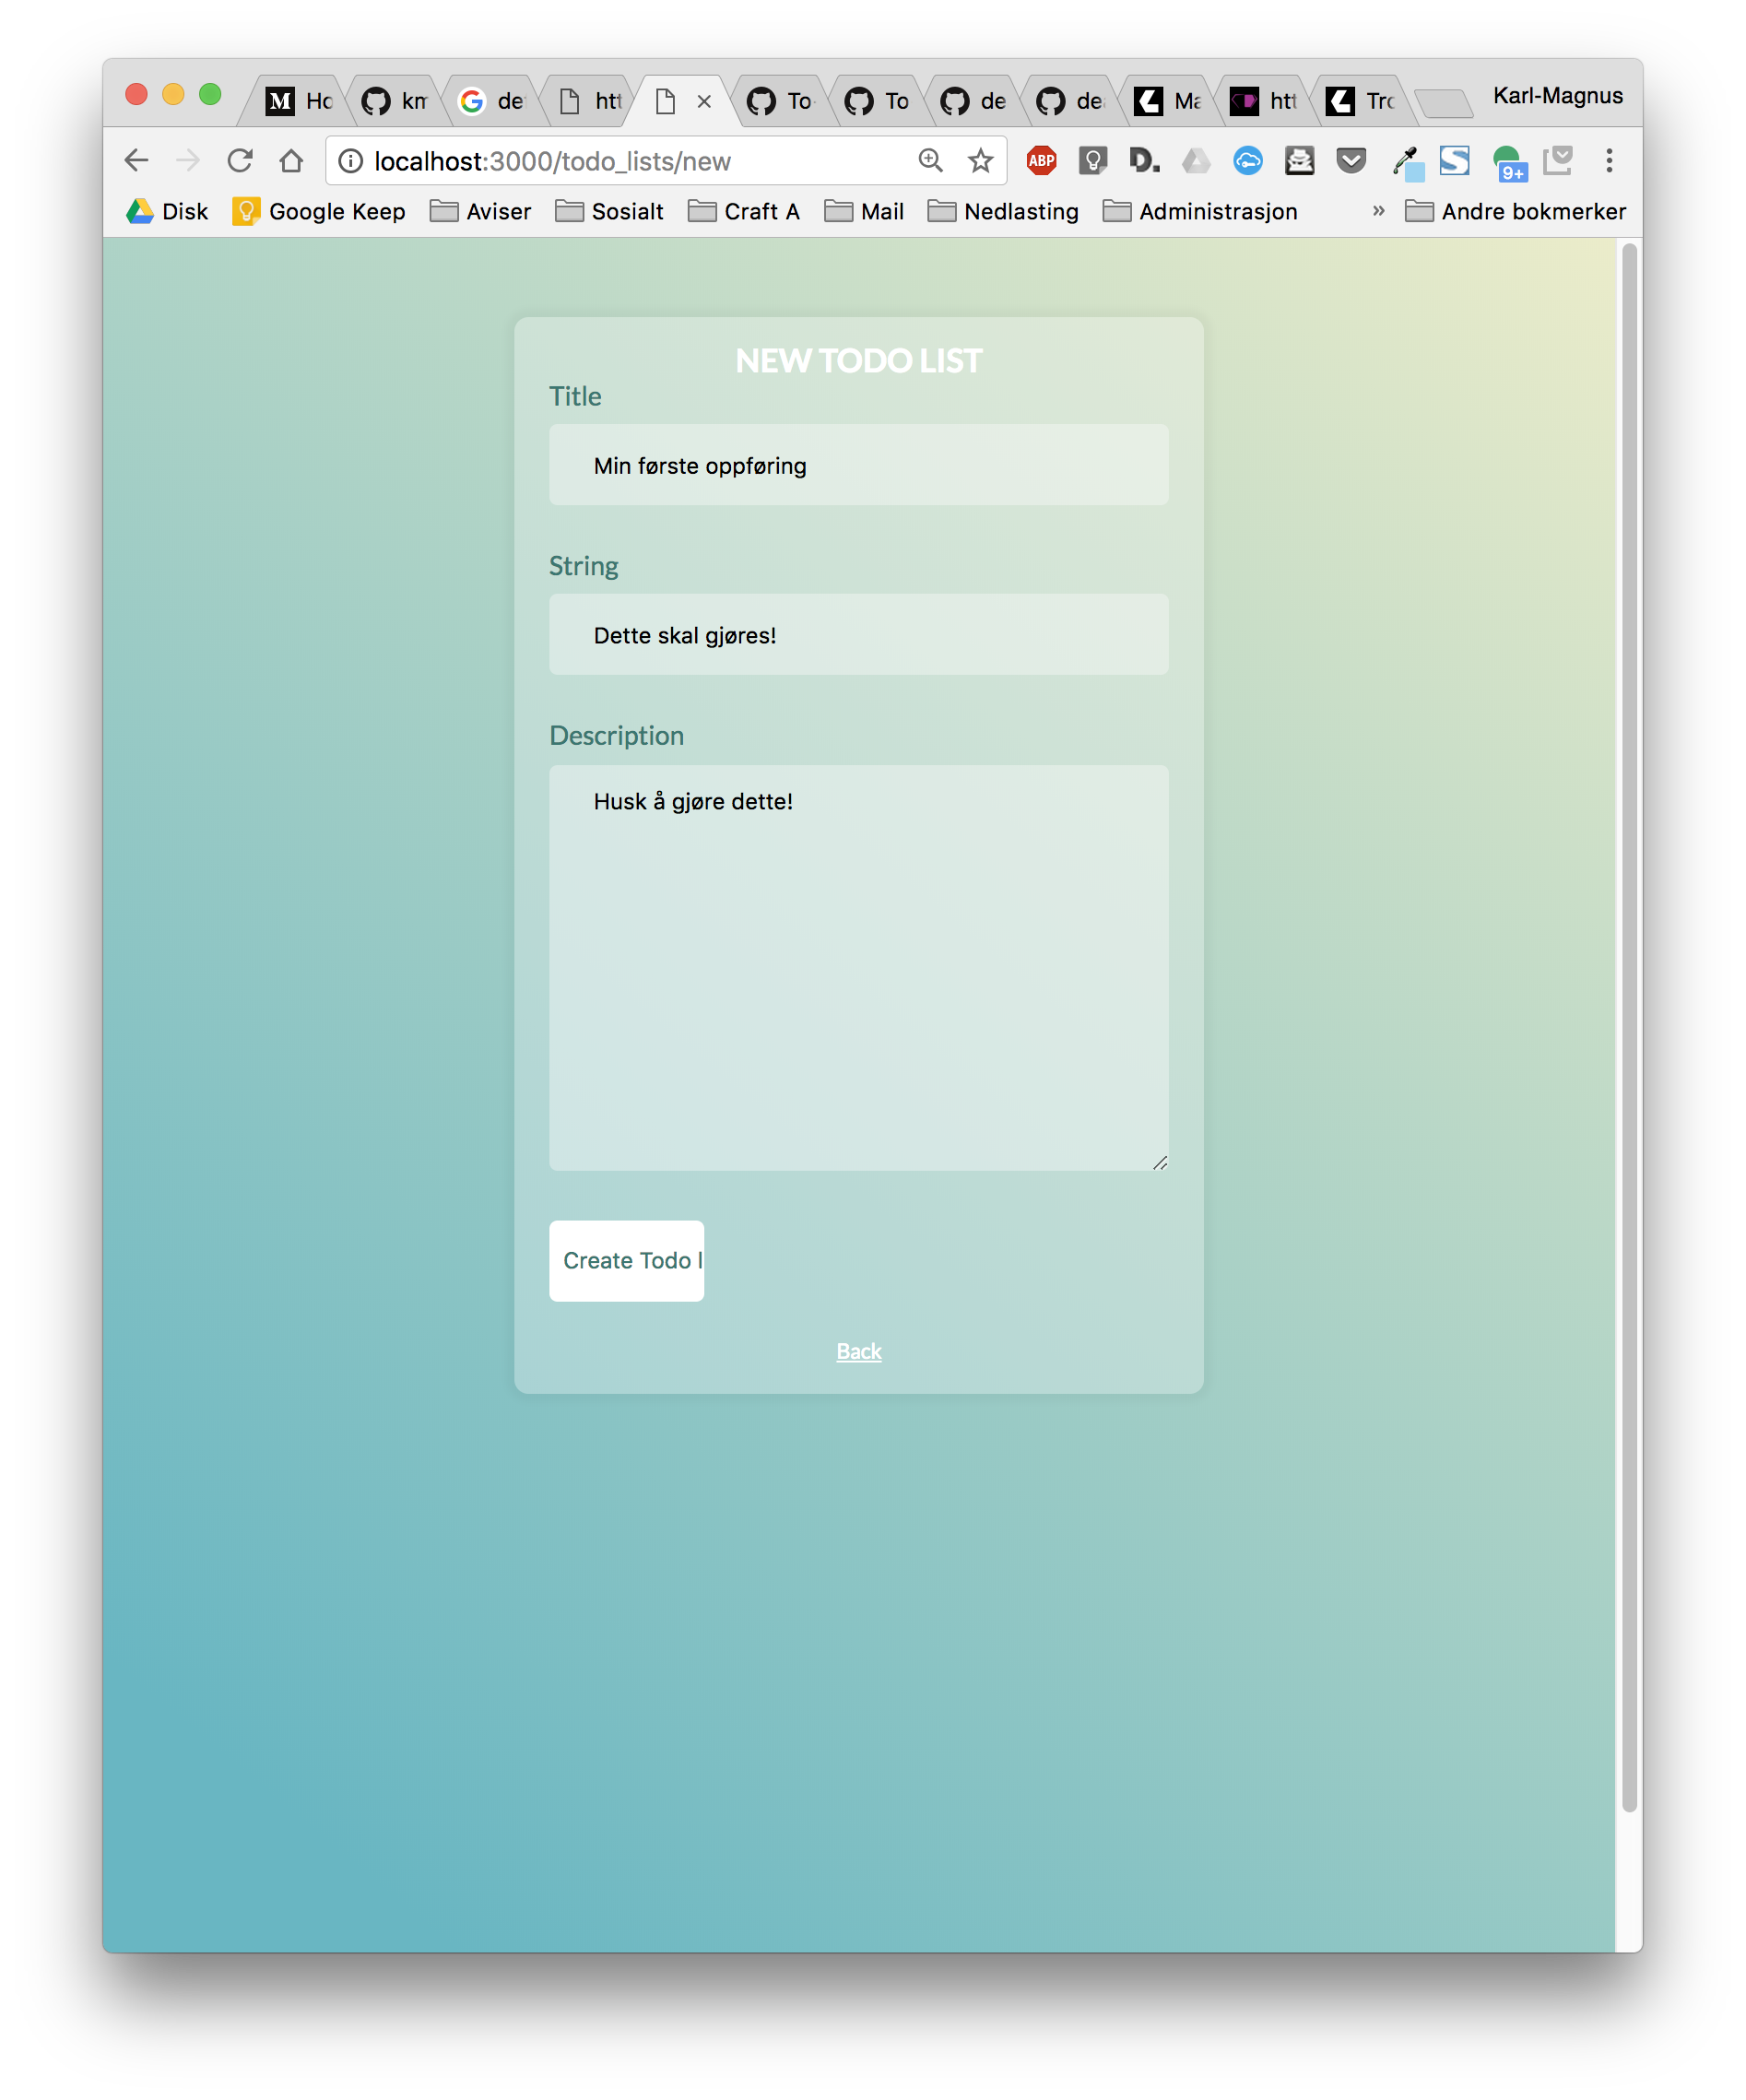 M Ho km G de htt To To de de Ma htt Tro Karl-Magnus
localhost:3000/todo_lists/new ABP D. S 9+
Disk Google Keep Aviser Sosialt Craft A Mail Nedlasting Administrasjon » Andre bokmerker
NEW TODO LIST
Title
Min første oppføring
String
Dette skal gjøres!
Description
Husk å gjøre dette!
Create Todo l
Back